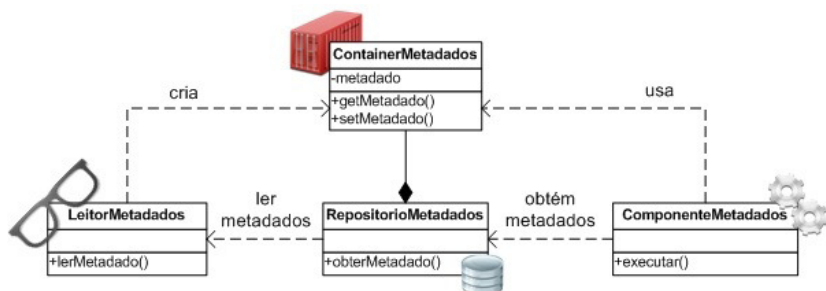 ContainerMetadados
-metadado
+getMetadado()
+setMetadado()
cria
usa
ler
metadados
obtém
metadados
LeitorMetadados
+lerMetadado()
RepositorioMetadados
+obterMetadado()
ComponenteMetadados
+executar()